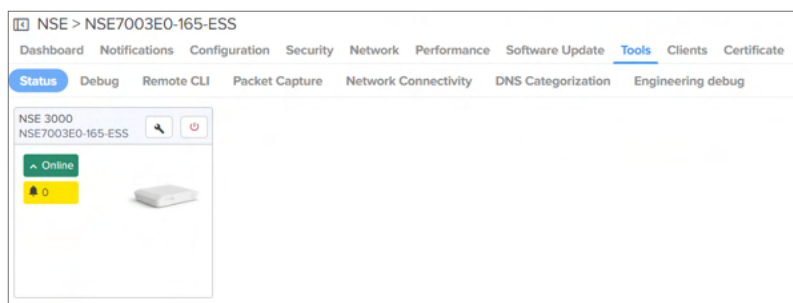 NSE > NSE7003E0-165-ESS
Dashboard Notifications Configuration Security Network Performance Software Update Tools Clients Certificate
Status Debug Remote CLI Packet Capture Network Connectivity DNS Categorization Engineering debug
NSE 3000
NSE7003E0-165-ESS
Online
0